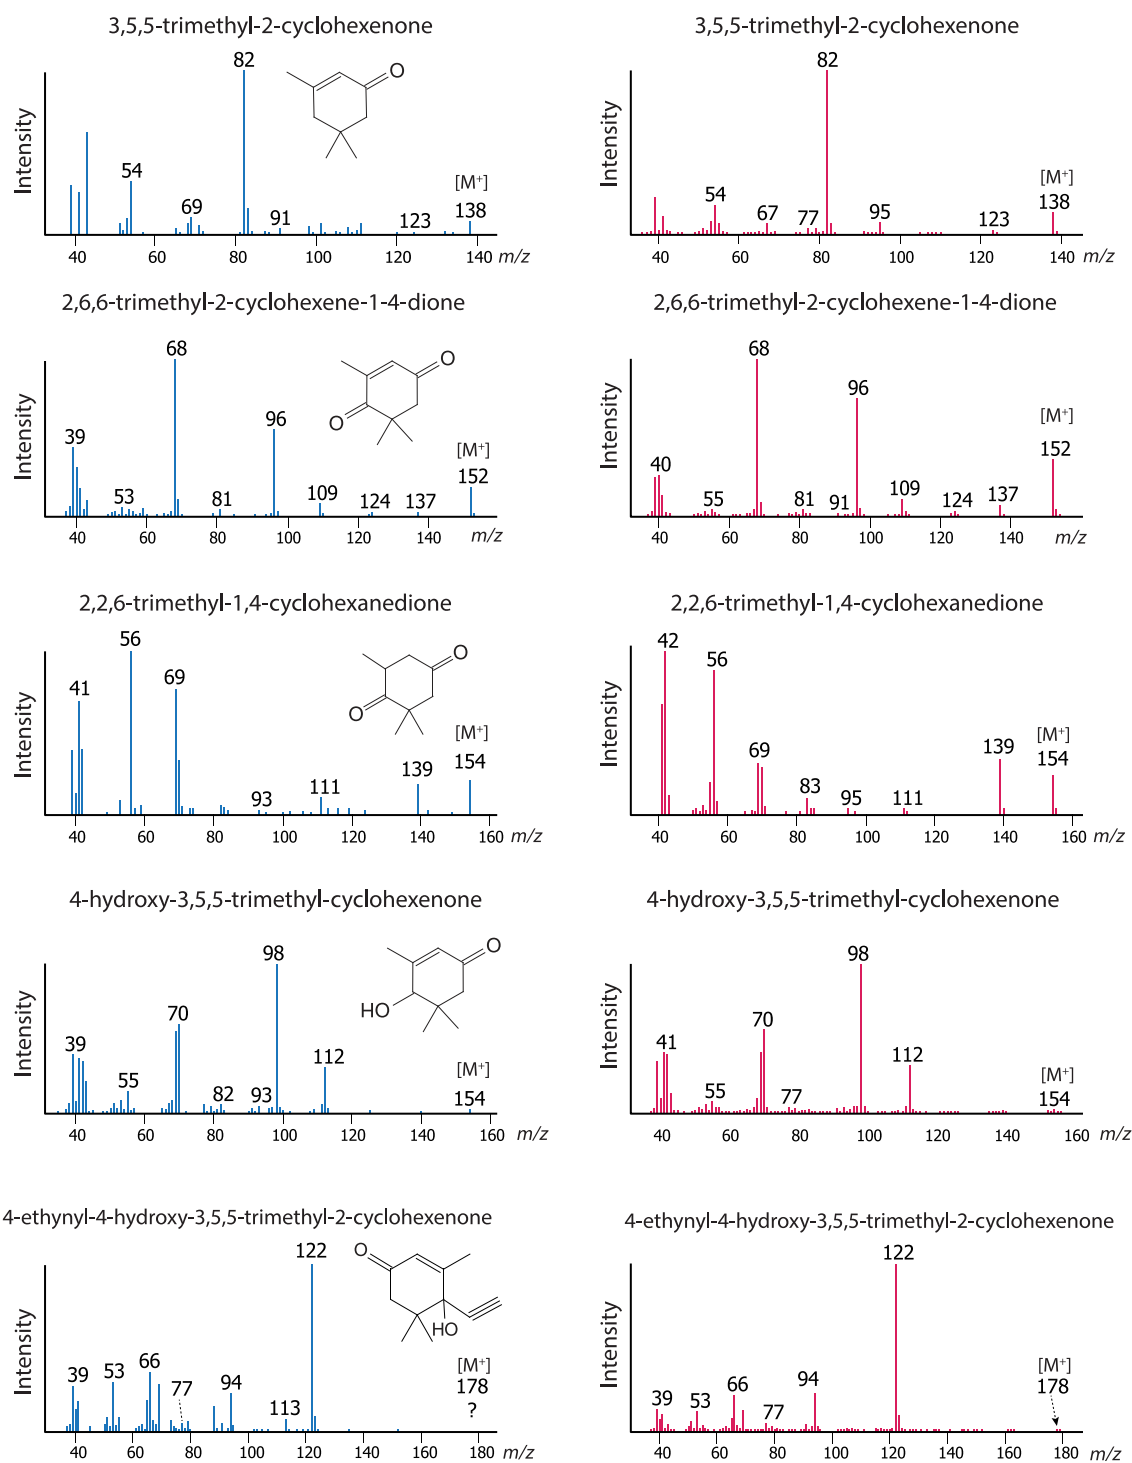 3,5,5-trimethyl-2-cyclohexenone
Intensity
82
O
54
69
91
123
[M+]
138
40 60 80 100 120 140 m/z
3,5,5-trimethyl-2-cyclohexenone
Intensity
82
54
67
77
95
123
[M+]
138
40 60 80 100 120 140 m/z
2,6,6-trimethyl-2-cyclohexene-1-4-dione
Intensity
68
O
O
39
53
81
96
109
124
137
[M+]
152
40 60 80 100 120 140 m/z
2,6,6-trimethyl-2-cyclohexene-1-4-dione
Intensity
68
96
40
55
81
91
109
124
137
[M+]
152
40 60 80 100 120 140 m/z
2,2,6-trimethyl-1,4-cyclohexanedione
Intensity
56
O
O
41
69
93
111
139
[M+]
154
40 60 80 100 120 140 160 m/z
2,2,6-trimethyl-1,4-cyclohexanedione
Intensity
42
56
69
83
95
111
139
[M+]
154
40 60 80 100 120 140 160 m/z
4-hydroxy-3,5,5-trimethyl-cyclohexenone
Intensity
98
O
HO
70
39
55
82
93
112
[M+]
154
40 60 80 100 120 140 160 m/z
4-hydroxy-3,5,5-trimethyl-cyclohexenone
Intensity
98
70
41
55
77
112
[M+]
154
40 60 80 100 120 140 160 m/z
4-ethynyl-4-hydroxy-3,5,5-trimethyl-2-cyclohexenone
Intensity
122
O
HO
39
53
66
77
94
113
[M+]
178
?
40 60 80 100 120 140 160 180 m/z
4-ethynyl-4-hydroxy-3,5,5-trimethyl-2-cyclohexenone
Intensity
122
39
53
66
77
94
[M+]
178
40 60 80 100 120 140 160 180 m/z